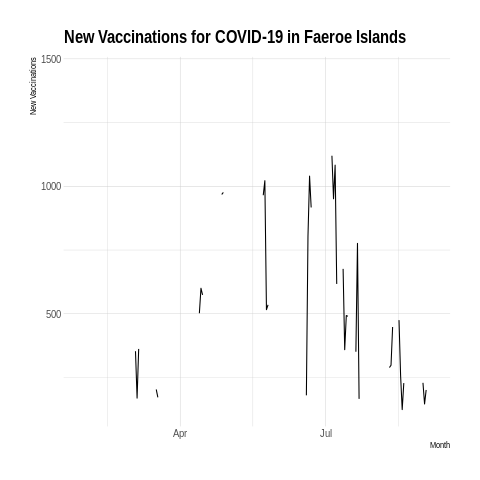 New Vaccinations for COVID-19 in Faeroe Islands
New Vaccinations
1500
1000
500
Apr
Jul
Month